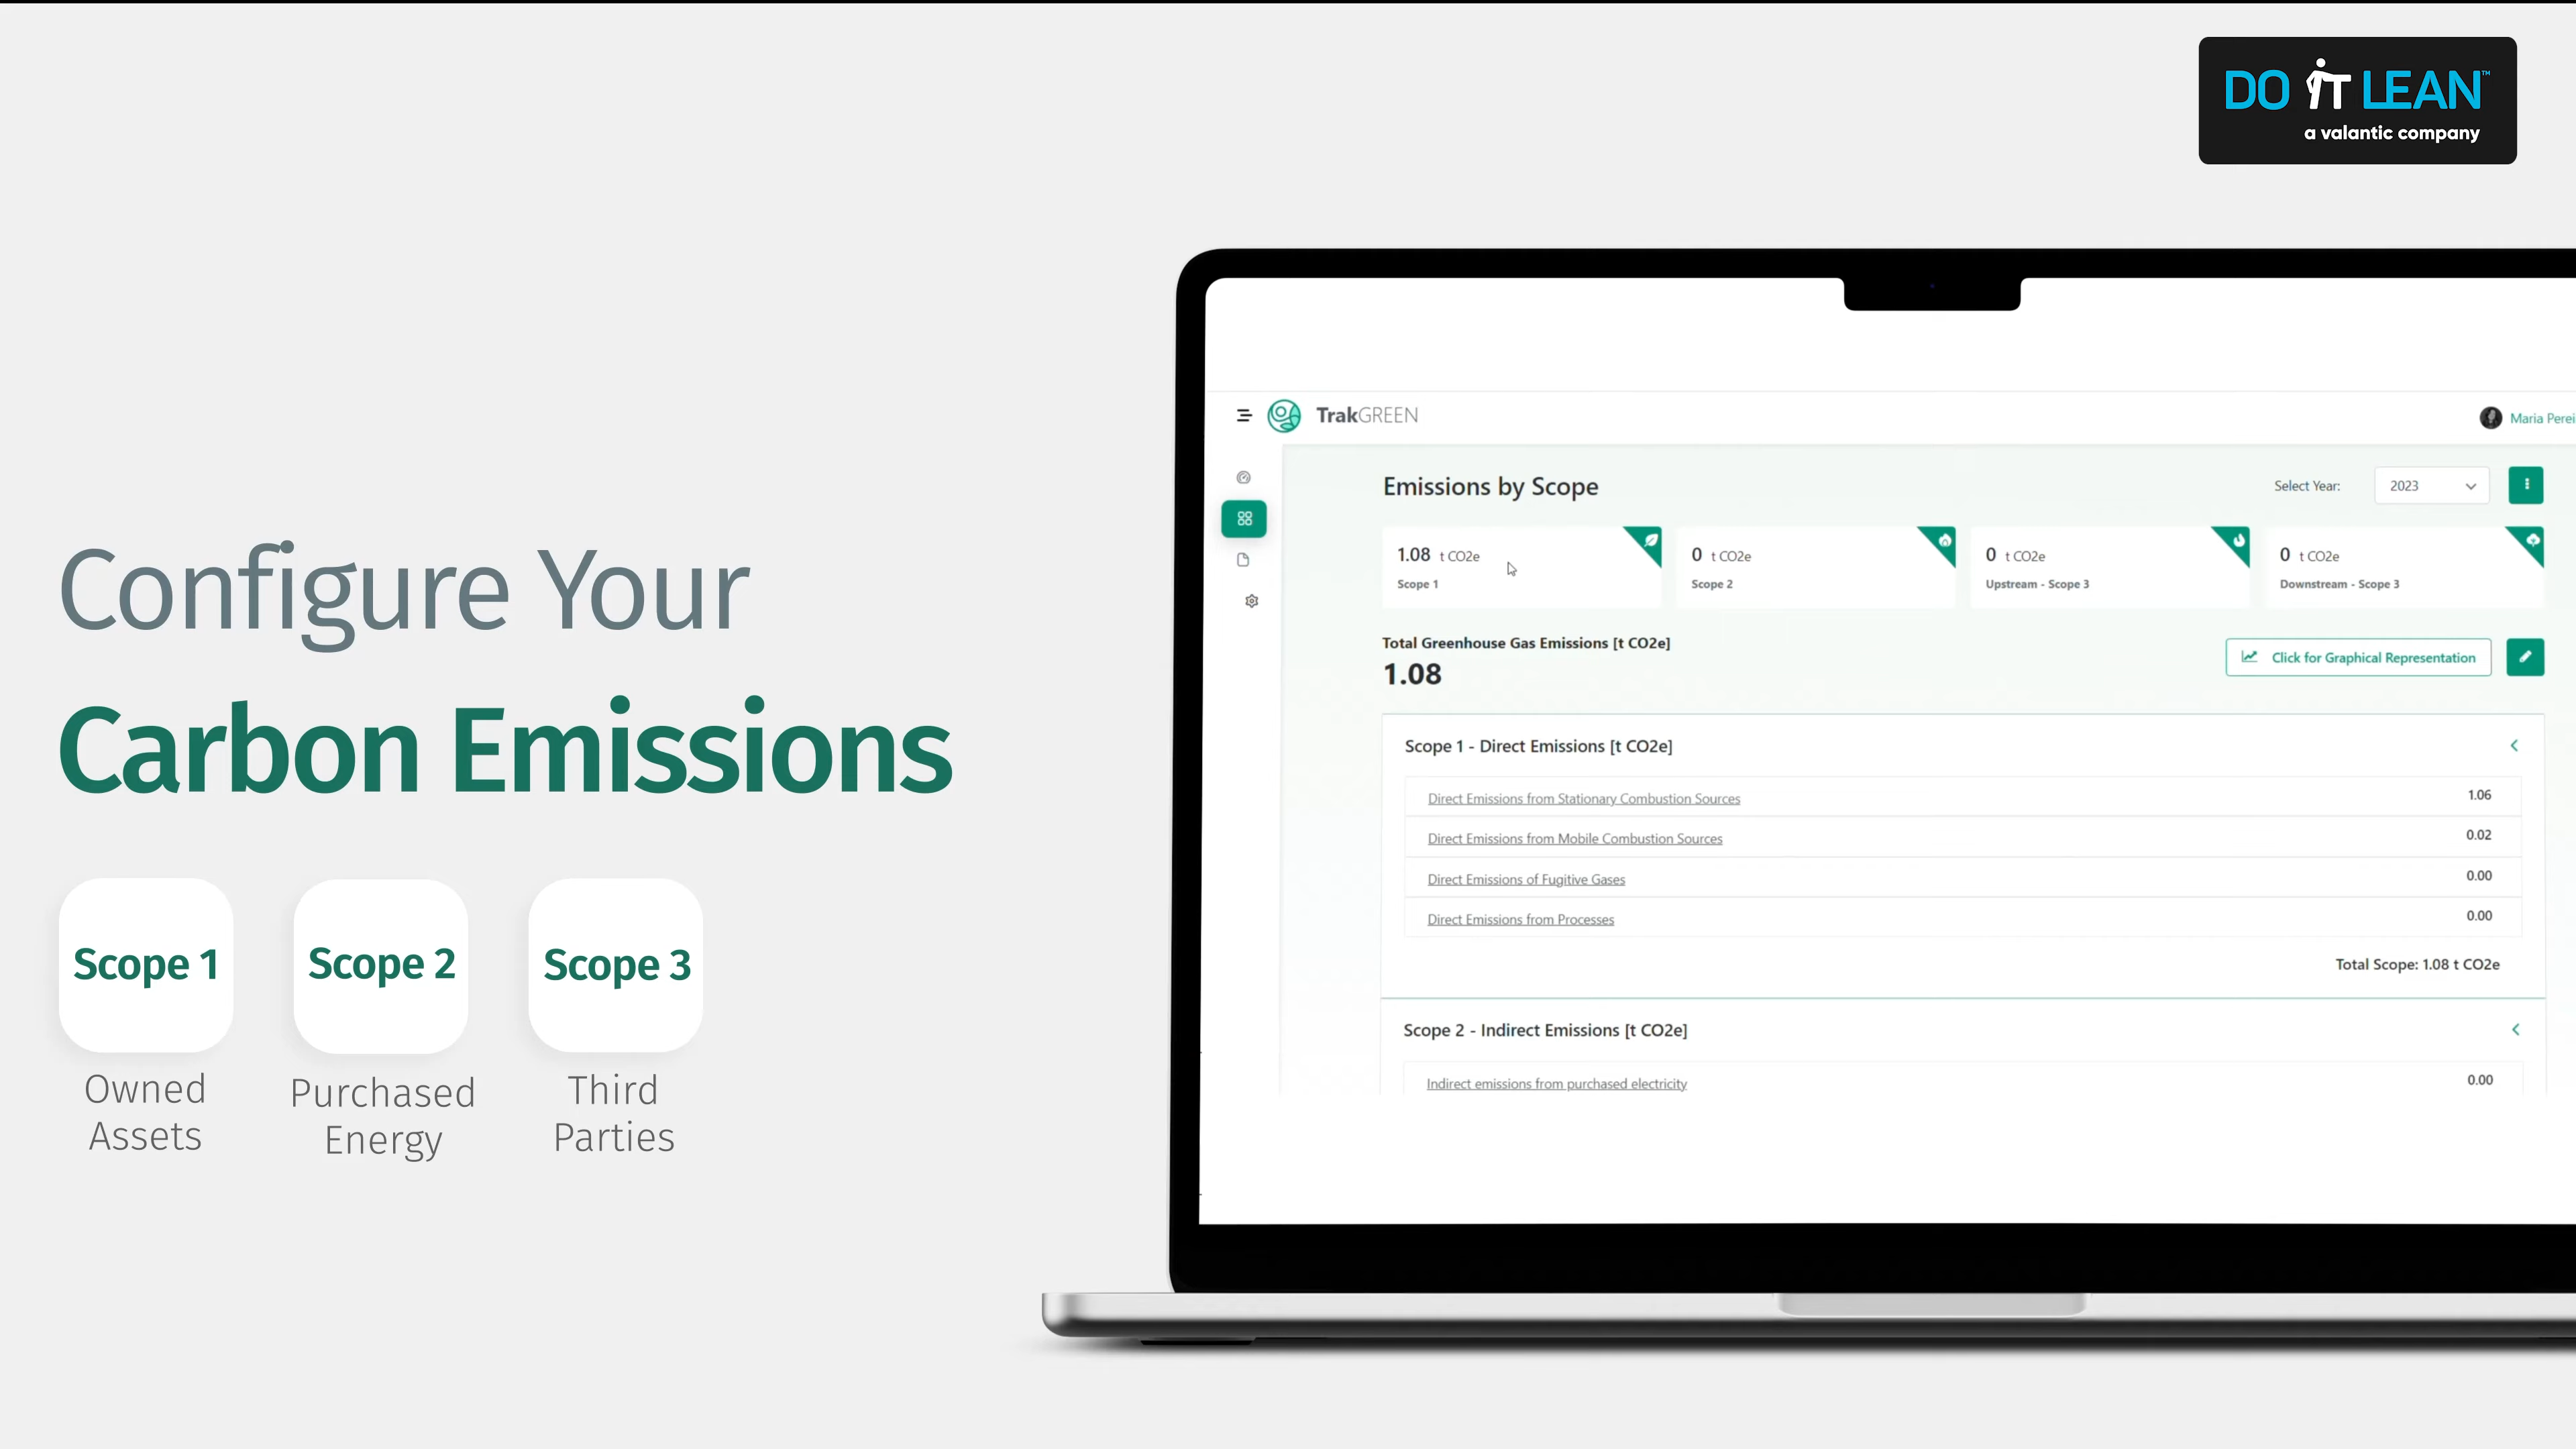 DO iT LEAN™
a valantic company
Configure Your
Carbon Emissions
Scope 1
Owned
Assets
Scope 2
Purchased
Energy
Scope 3
Third
Parties
TrakGREEN
Maria Perei
Emissions by Scope
Select Year:
2023
1.08 t CO2e
Scope 1
0 t CO2e
Scope 2
0 t CO2e
Upstream - Scope 3
0 t CO2e
Downstream - Scope 3
Total Greenhouse Gas Emissions [t CO2e]
1.08
Click for Graphical Representation
Scope 1 - Direct Emissions [t CO2e]
Direct Emissions from Stationary Combustion Sources 1.06
Direct Emissions from Mobile Combustion Sources 0.02
Direct Emissions of Fugitive Gases 0.00
Direct Emissions from Processes 0.00
Total Scope: 1.08 t CO2e
Scope 2 - Indirect Emissions [t CO2e]
Indirect emissions from purchased electricity 0.00